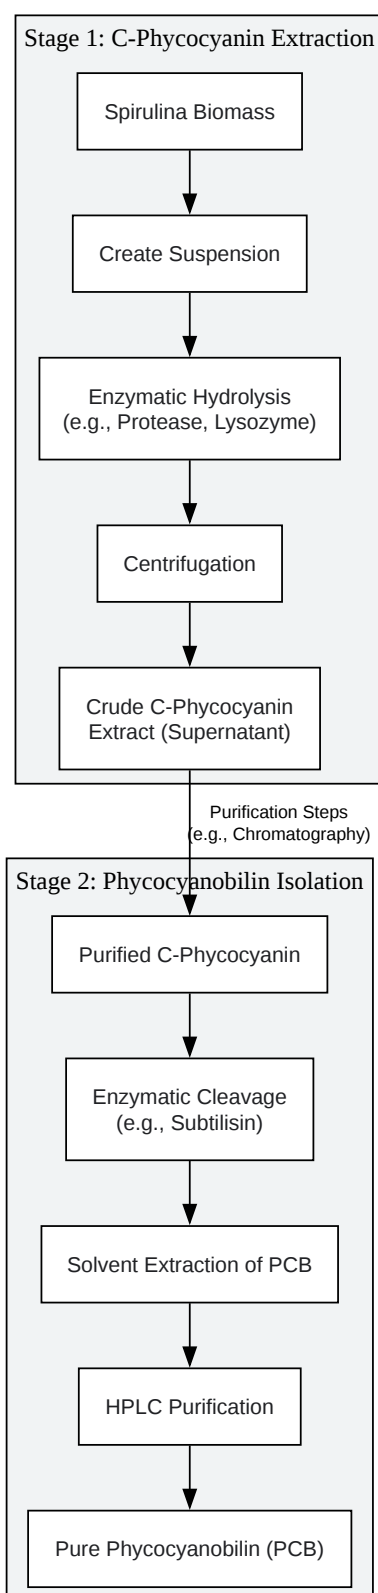 Stage 1: C-Phycocyanin Extraction
Spirulina Biomass
Create Suspension
Enzymatic Hydrolysis
(e.g., Protease, Lysozyme)
Centrifugation
Crude C-Phycocyanin
Extract (Supernatant)
Purification Steps
(e.g., Chromatography)
Stage 2: Phycocyanobilin Isolation
Purified C-Phycocyanin
Enzymatic Cleavage
(e.g., Subtilisin)
Solvent Extraction of PCB
HPLC Purification
Pure Phycocyanobilin (PCB)